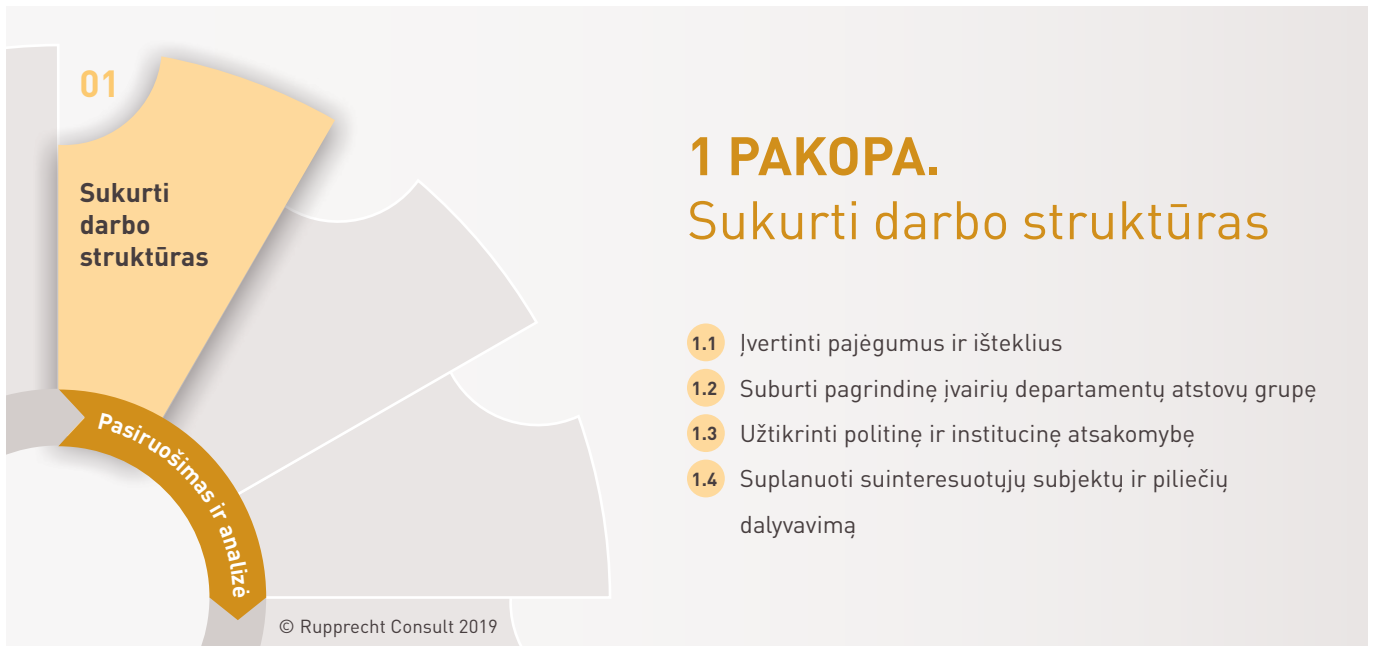 01
Sukurti
darbo
struktūras
Pasiruošimas ir analizė
© Rupprecht Consult 2019
1 PAKOPA.
Sukurti darbo struktūras
1.1 Įvertinti pajėgumus ir išteklius
1.2 Suburti pagrindinę įvairių departamentų atstovų grupę
1.3 Užtikrinti politinę ir institucinę atsakomybę
1.4 Suplanuoti suinteresuotųjų subjektų ir piliečių
dalyvavimą